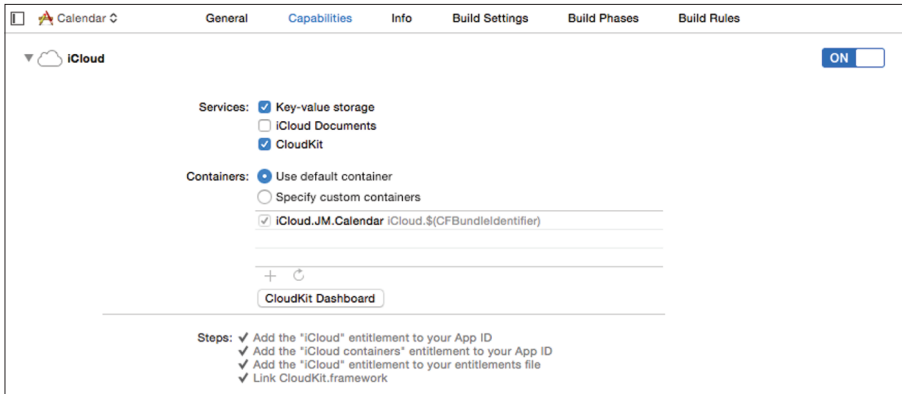 Calendar General Capabilities Info Build Settings Build Phases Build Rules
iCloud ON
Services: Key-value storage
iCloud Documents
CloudKit
Containers: Use default container
Specify custom containers
iCloud.JM.Calendar iCloud.$(CFBundleIdentifier)
CloudKit Dashboard
Steps: ✓ Add the "iCloud" entitlement to your App ID
✓ Add the "iCloud containers" entitlement to your App ID
✓ Add the "iCloud" entitlement to your entitlements file
✓ Link CloudKit.framework